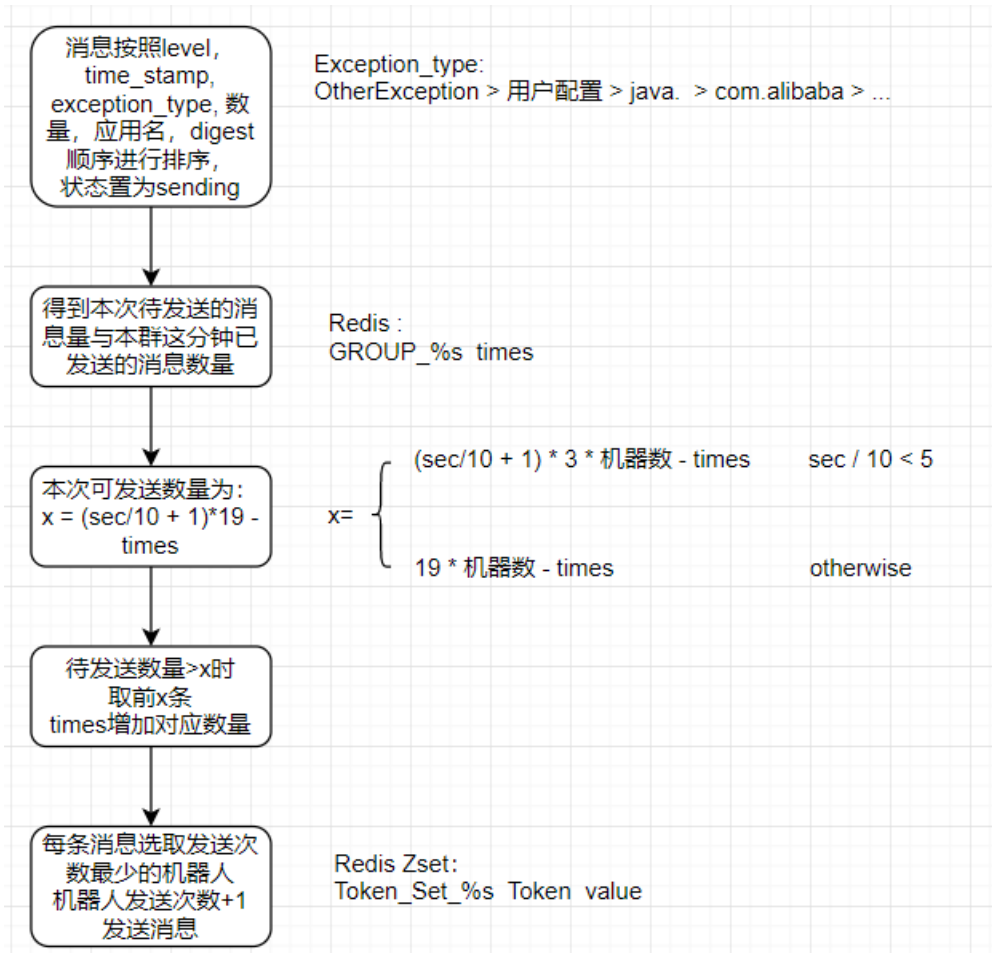 消息按照level，
time_stamp,
exception_type, 数
量，应用名，digest
顺序进行排序，
状态置为sending
Exception_type:
OtherException > 用户配置 > java. > com.alibaba > ...
得到本次待发送的消
息量与本群这分钟已
发送的消息数量
Redis :
GROUP_%s times
本次可发送数量为：
x = (sec/10 + 1)*19 -
times
x=
(sec/10 + 1) * 3 * 机器数 - times sec / 10 < 5
19 * 机器数 - times otherwise
待发送数量>x时
取前x条
times增加对应数量
每条消息选取发送次
数最少的机器人
机器人发送次数+1
发送消息
Redis Zset：
Token_Set_%s Token value